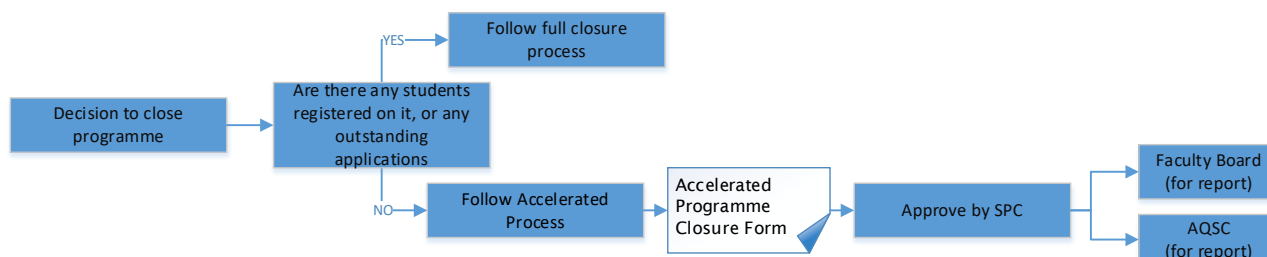 Follow full closure
process
YES
Are there any students
registered on it, or any
outstanding
applications
Decision to close
programme
NO
Follow Accelerated
Process
Accelerated
Programme
Closure Form
Approve by SPC
Faculty Board
(for report)
AQSC
(for report)